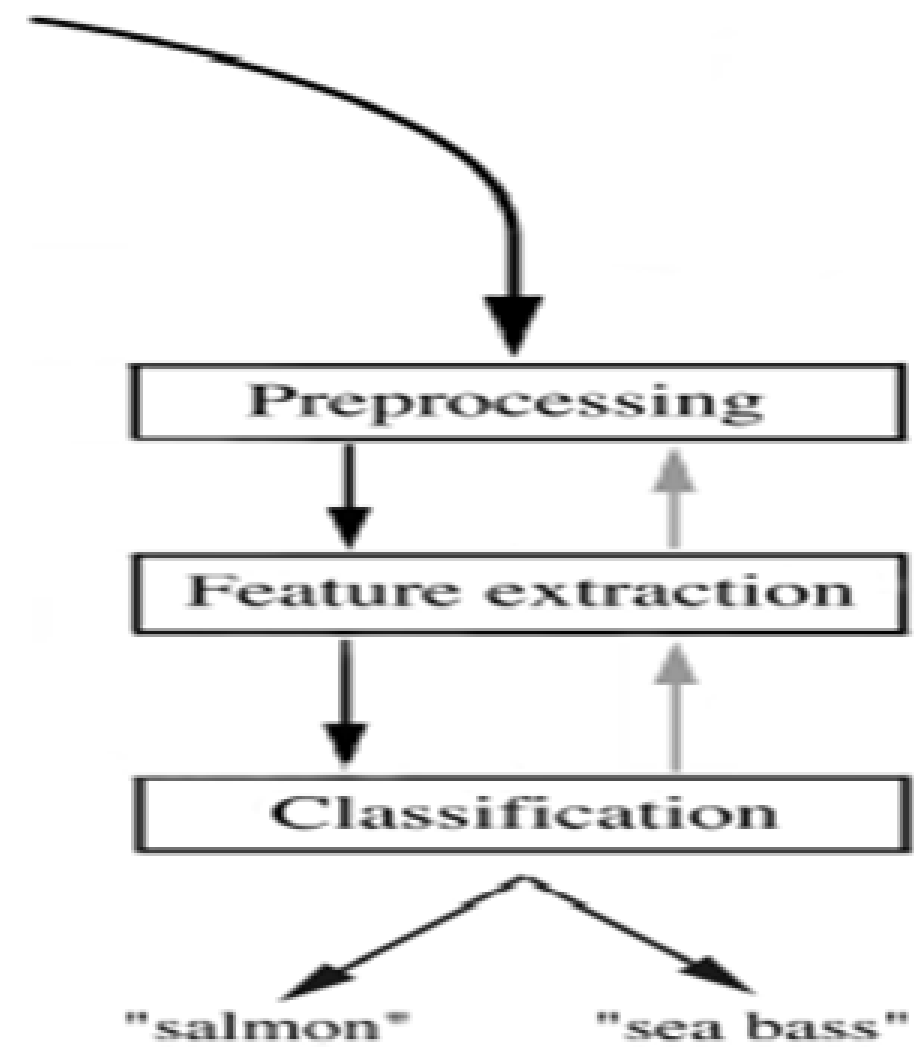 Preprocessing
Feature extraction
Classification
"salmon" "sea bass"